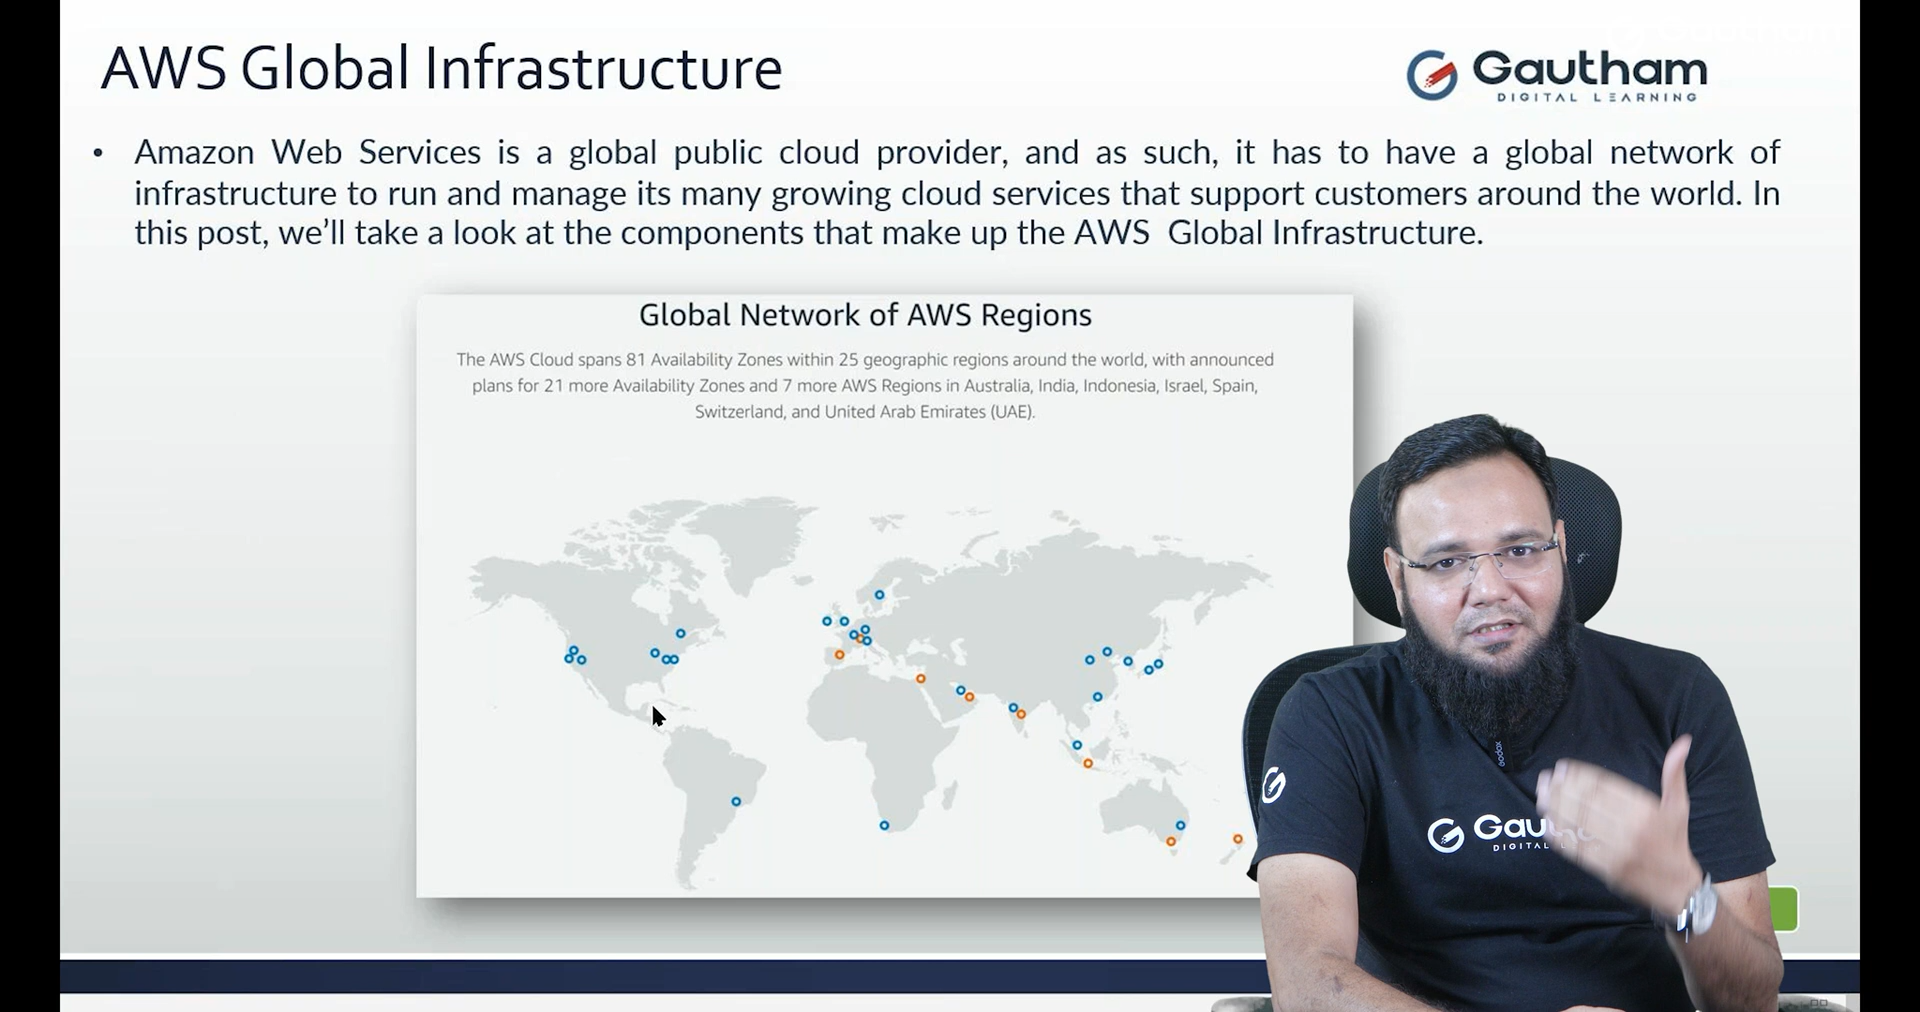 AWS Global Infrastructure
Gautham
DIGITAL LEARNING
• Amazon Web Services is a global public cloud provider, and as such, it has to have a global network of
infrastructure to run and manage its many growing cloud services that support customers around the world. In
this post, we'll take a look at the components that make up the AWS Global Infrastructure.
Global Network of AWS Regions
The AWS Cloud spans 81 Availability Zones within 25 geographic regions around the world, with announced
plans for 21 more Availability Zones and 7 more AWS Regions in Australia, India, Indonesia, Israel, Spain,
Switzerland, and United Arab Emirates (UAE).
Godox
DIGITAL